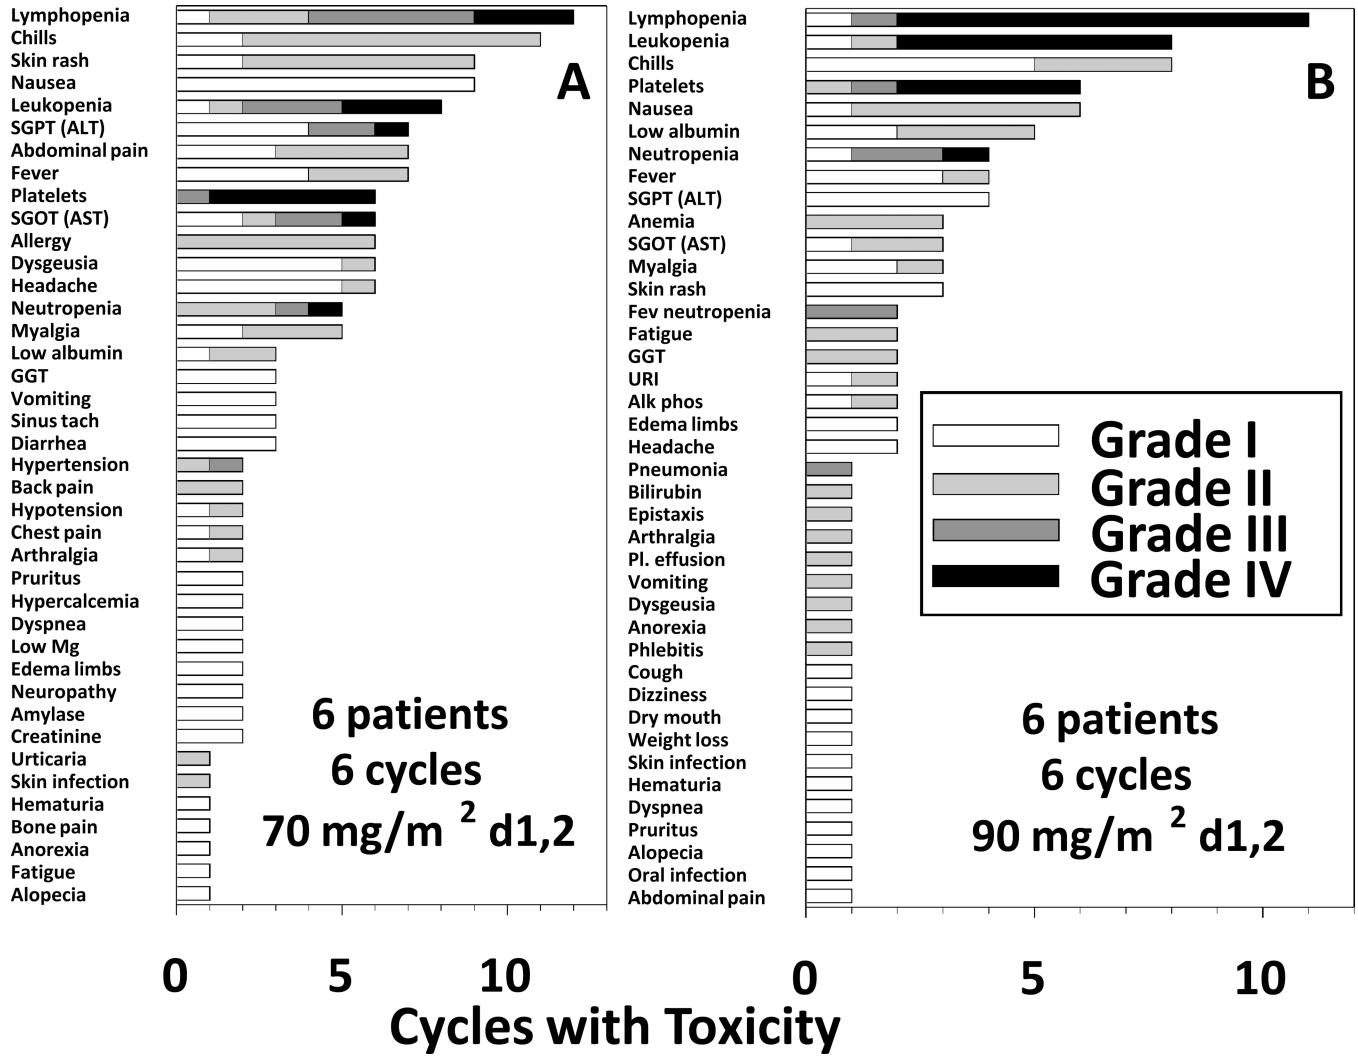 A
Lymphopenia
Chills
Skin rash
Nausea
Leukopenia
SGPT (ALT)
Abdominal pain
Fever
Platelets
SGOT (AST)
Allergy
Dysgeusia
Headache
Neutropenia
Myalgia
Low albumin
GGT
Vomiting
Sinus tach
Diarrhea
Hypertension
Back pain
Hypotension
Chest pain
Arthralgia
Pruritus
Hypercalcemia
Dyspnea
Low Mg
Edema limbs
Neuropathy
Amylase
Creatinine
Urticaria
Skin infection
Hematuria
Bone pain
Anorexia
Fatigue
Alopecia
6 patients
6 cycles
70 mg/m 2 d1,2
0 5 10
B
Lymphopenia
Leukopenia
Chills
Platelets
Nausea
Low albumin
Neutropenia
Fever
SGPT (ALT)
Anemia
SGOT (AST)
Myalgia
Skin rash
Fev neutropenia
Fatigue
GGT
URI
Alk phos
Edema limbs
Headache
Pneumonia
Bilirubin
Epistaxis
Arthralgia
Pl. effusion
Vomiting
Dysgeusia
Anorexia
Phlebitis
Cough
Dizziness
Dry mouth
Weight loss
Skin infection
Hematuria
Dyspnea
Pruritus
Alopecia
Oral infection
Abdominal pain
Grade I
Grade II
Grade III
Grade IV
6 patients
6 cycles
90 mg/m 2 d1,2
0 5 10
Cycles with Toxicity